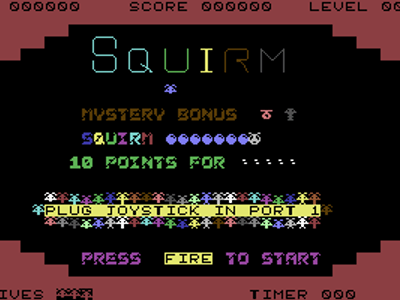 000000 SCORE 000000 LEVEL 00
SQUIRM
MYSTERY BONUS
SQUIRM
10 POINTS FOR
PLUG JOYSTICK IN PORT 1
PRESS FIRE TO START
IVES TIMER 000